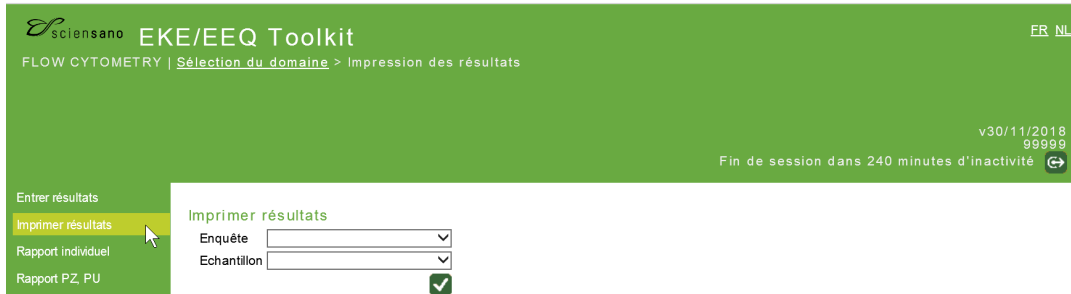 sciensano EKE/EEQ Toolkit
FR NL
FLOW CYTOMETRY | Sélection du domaine > Impression des résultats
v30/11/2018
99999
Fin de session dans 240 minutes d'inactivité
Entrer résultats
Imprimer résultats
Rapport individuel
Rapport PZ, PU
Imprimer résultats
Enquête
Echantillon